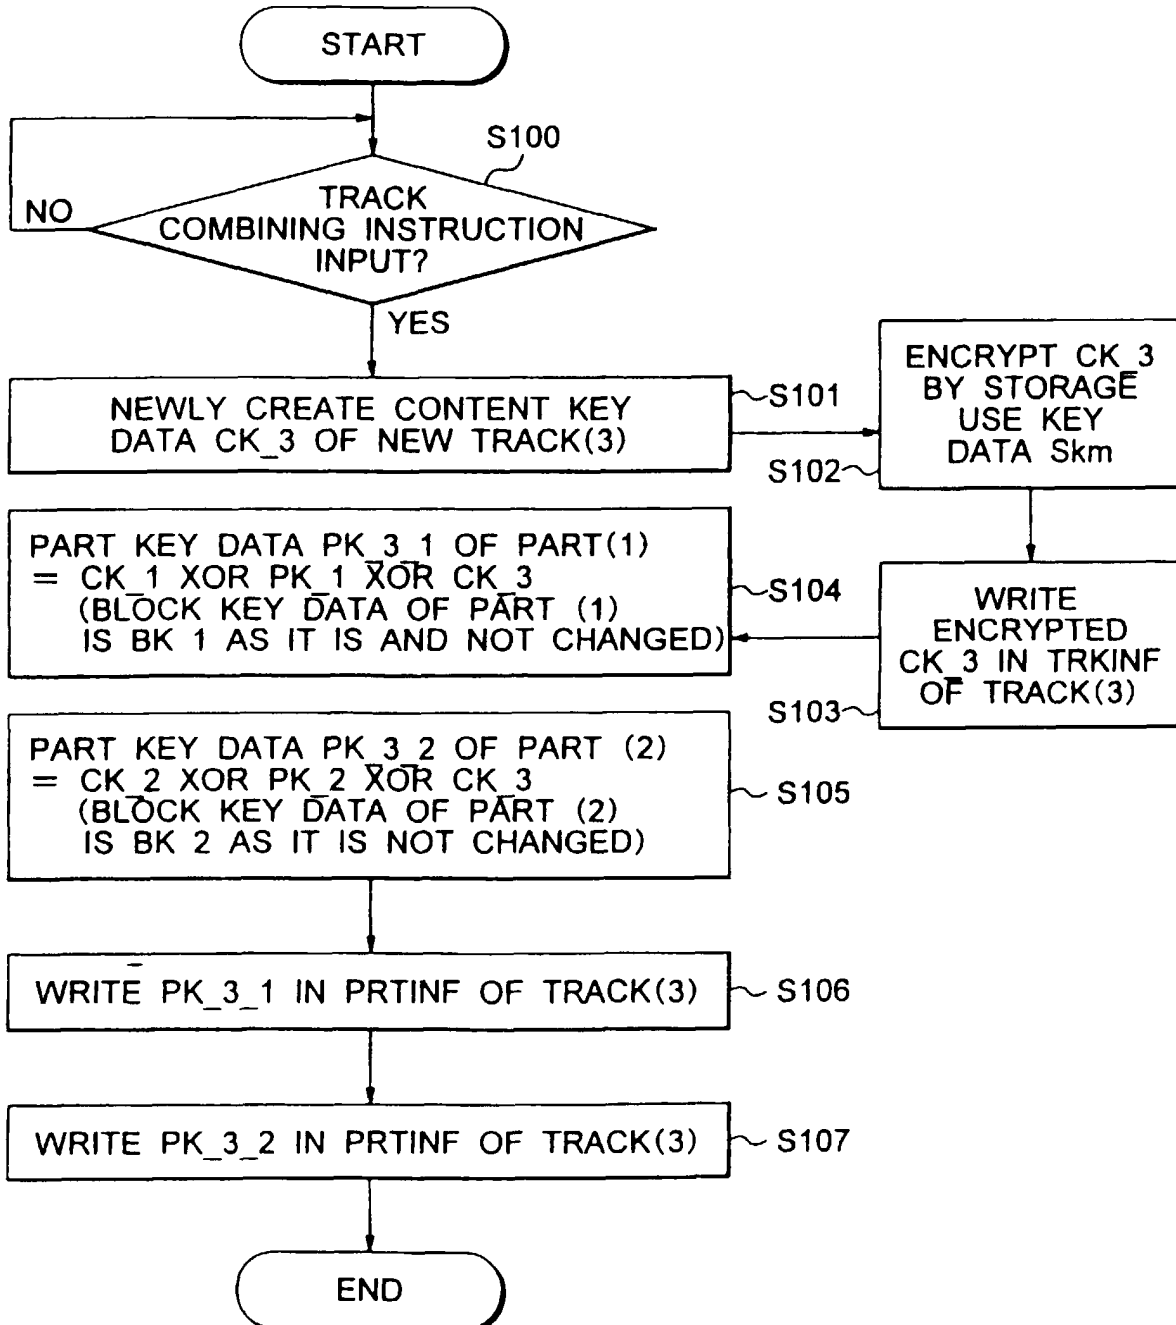 START
S100
NO
TRACK
COMBINING INSTRUCTION
INPUT?
YES
NEWLY CREATE CONTENT KEY
DATA CK_3 OF NEW TRACK(3)
S101
ENCRYPT CK_3
BY STORAGE
USE KEY
DATA Skm
S102
PART KEY DATA PK_3_1 OF PART(1)
= CK_1 XOR PK_1 XOR CK_3
(BLOCK KEY DATA OF PART (1)
IS BK 1 AS IT IS AND NOT CHANGED)
S104
WRITE
ENCRYPTED
CK_3 IN TRKINF
OF TRACK(3)
S103
PART KEY DATA PK_3_2 OF PART (2)
= CK_2 XOR PK_2 XOR CK_3
(BLOCK KEY DATA OF PART (2)
IS BK 2 AS IT IS NOT CHANGED)
S105
WRITE PK_3_1 IN PRTINF OF TRACK(3)
S106
WRITE PK_3_2 IN PRTINF OF TRACK(3)
S107
END